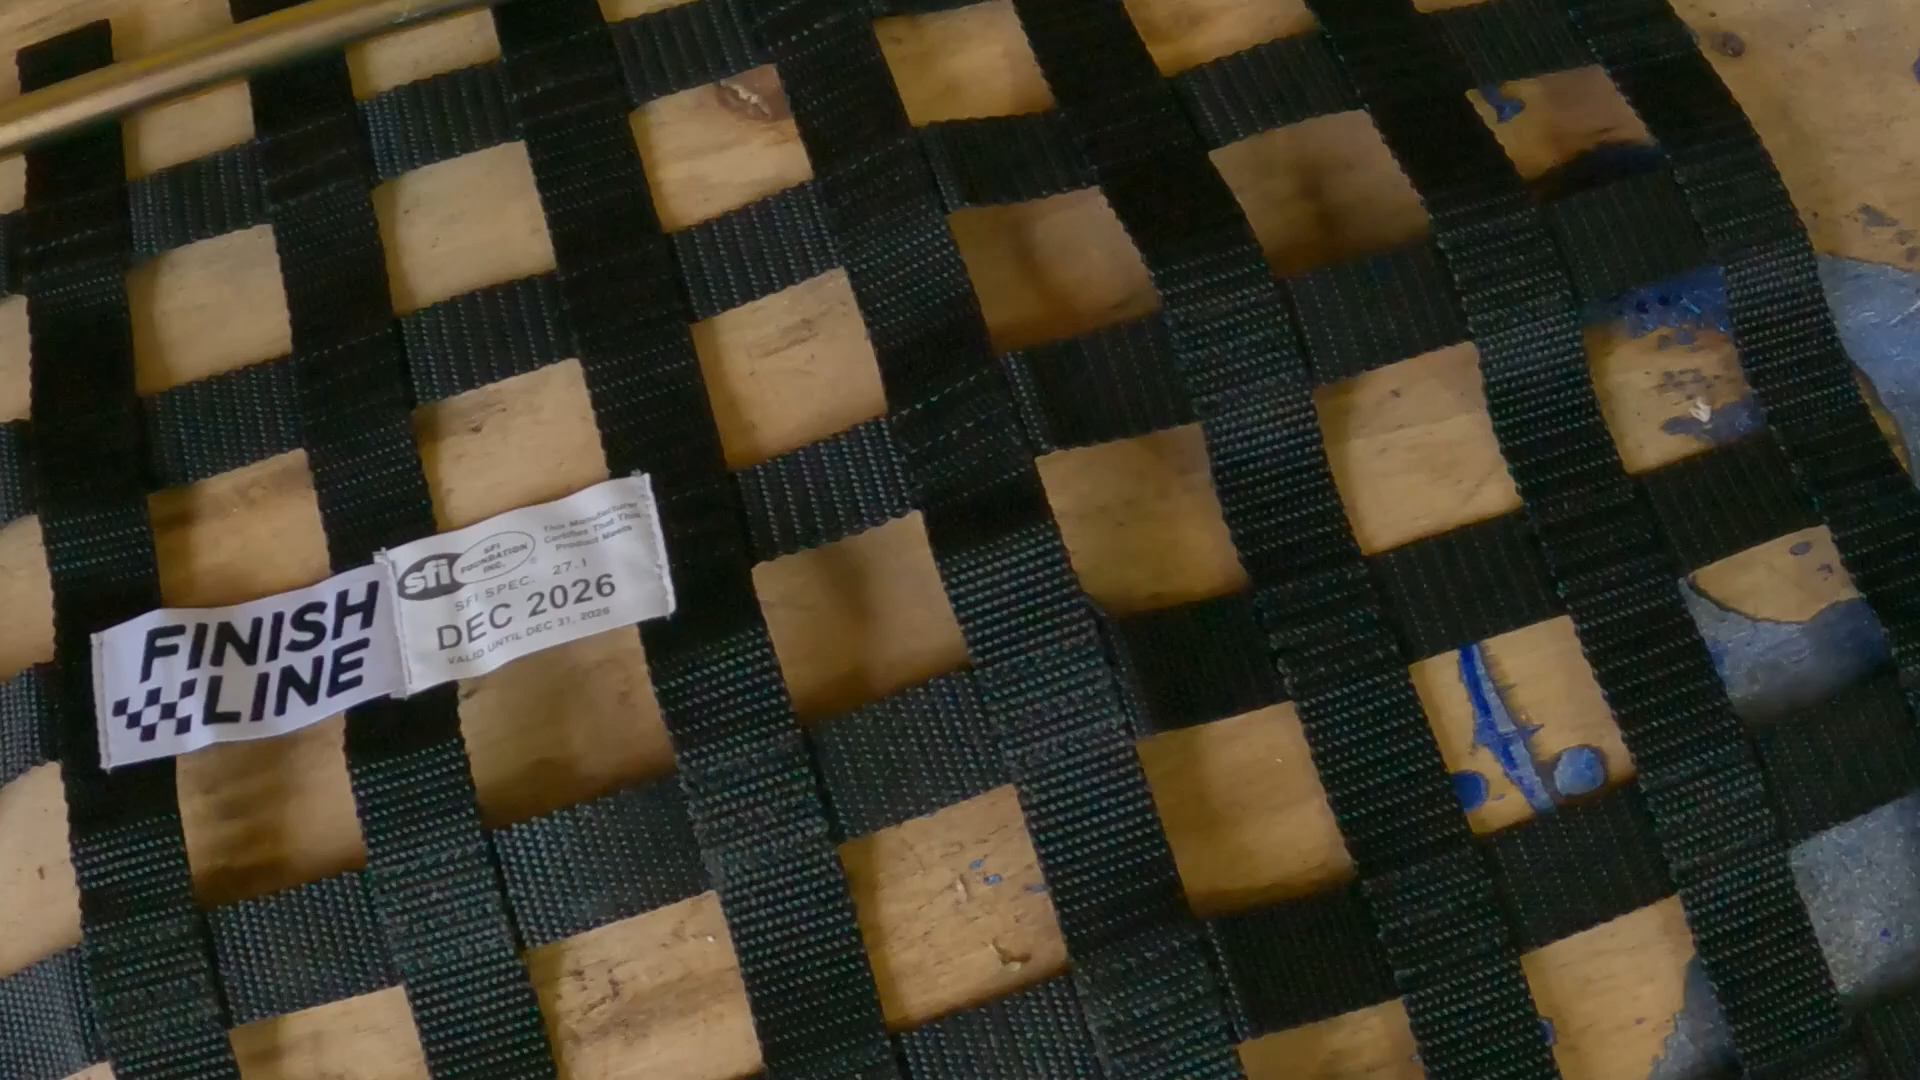 FINISH
LINE
sfi
SFI
FOUNDATION
INC.
®
This Manufacturer
Certifies That This
Product Meets
SFI SPEC. 27.1
DEC 2026
VALID UNTIL DEC 31, 2026